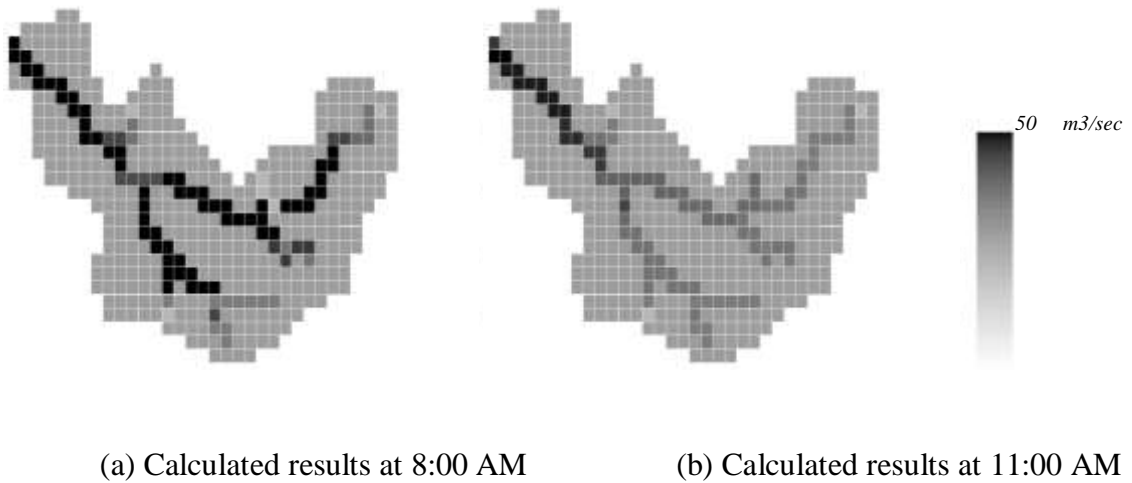 50 m3/sec
(a) Calculated results at 8:00 AM
(b) Calculated results at 11:00 AM